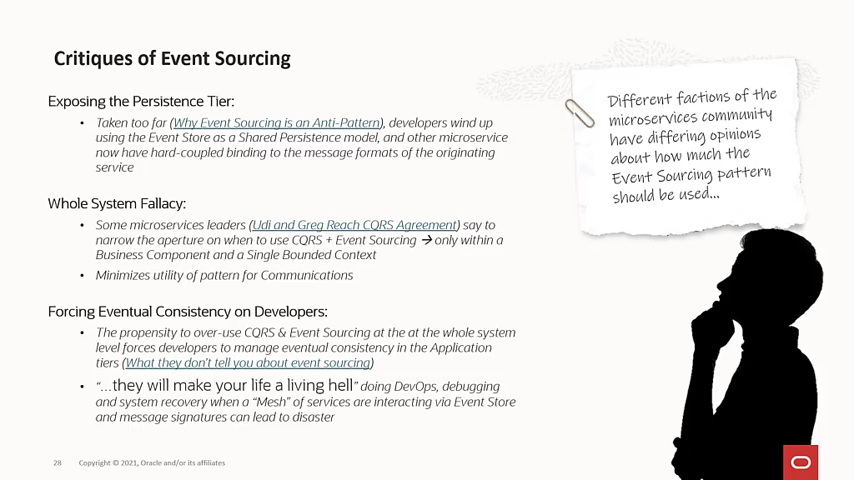 Critiques of Event Sourcing
Exposing the Persistence Tier:
• Taken too far (Why Event Sourcing is an Anti-Pattern), developers wind up
using the Event Store as a Shared Persistence model, and other microservice
now have hard-coupled binding to the message formats of the originating
service
Whole System Fallacy:
• Some microservices leaders (Udi and Greg Reach CQRS Agreement) say to
narrow the aperture on when to use CQRS + Event Sourcing → only within a
Business Component and a Single Bounded Context
• Minimizes utility of pattern for Communications
Forcing Eventual Consistency on Developers:
• The propensity to over-use CQRS & Event Sourcing at the at the whole system
level forces developers to manage eventual consistency in the Application
tiers (What they don't tell you about event sourcing)
• “…they will make your life a living hell” doing DevOps, debugging
and system recovery when a “Mesh” of services are interacting via Event Store
and message signatures can lead to disaster
Different factions of the
microservices community
have differing opinions
about how much the
Event Sourcing pattern
should be used...
28 Copyright © 2021, Oracle and/or its affiliates